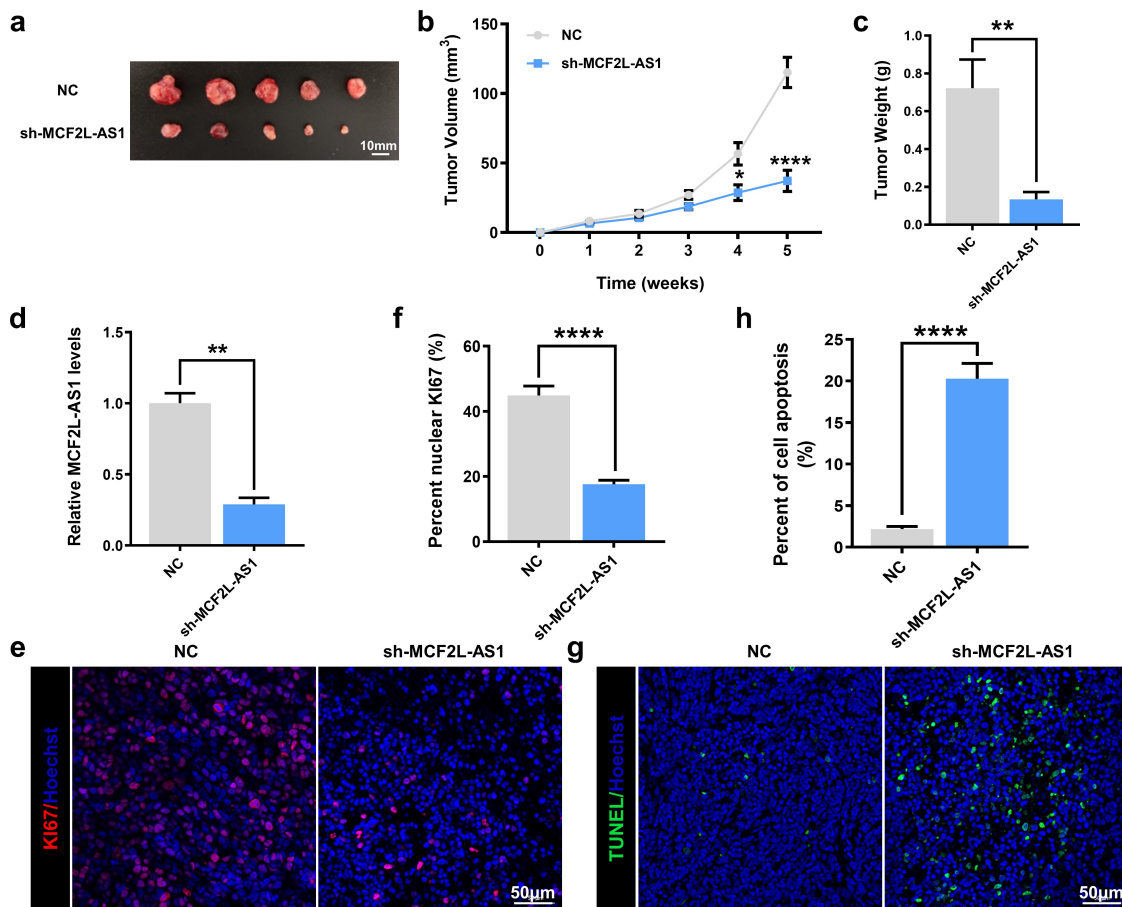 a
NC
sh-MCF2L-AS1
10mm
b
Tumor Volume (mm³)
150
100
50
0
0 1 2 3 4 5
Time (weeks)
NC
sh-MCF2L-AS1
*
****
c
Tumor Weight (g)
1.0
0.8
0.6
0.4
0.2
0.0
**
NC
sh-MCF2L-AS1
d
Relative MCF2L-AS1 levels
1.5
1.0
0.5
0.0
**
NC
sh-MCF2L-AS1
f
Percent nuclear KI67 (%)
60
40
20
0
****
NC
sh-MCF2L-AS1
h
Percent of cell apoptosis
(%)
25
20
15
10
5
0
****
NC
sh-MCF2L-AS1
e
NC
sh-MCF2L-AS1
KI67/Hoechst
50μm
g
NC
sh-MCF2L-AS1
TUNEL/Hoechst
50μm